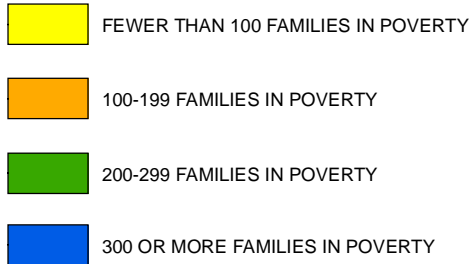 FEWER THAN 100 FAMILIES IN POVERTY
100-199 FAMILIES IN POVERTY
200-299 FAMILIES IN POVERTY
300 OR MORE FAMILIES IN POVERTY